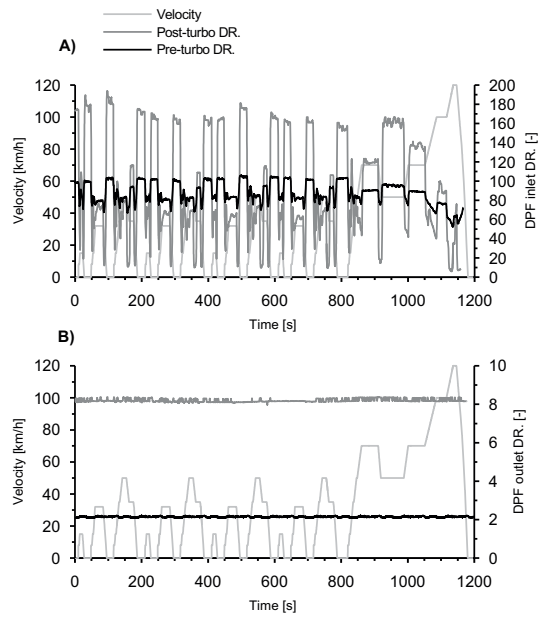 Velocity
Post-turbo DR.
Pre-turbo DR.
A)
120
100
80
60
40
20
0
Velocity [km/h]
200
180
160
140
120
100
80
60
40
20
0
DPF inlet DR. [-]
0 200 400 600 800 1000 1200
Time [s]
B)
120
100
80
60
40
20
0
Velocity [km/h]
10
8
6
4
2
0
DPF outlet DR. [-]
0 200 400 600 800 1000 1200
Time [s]